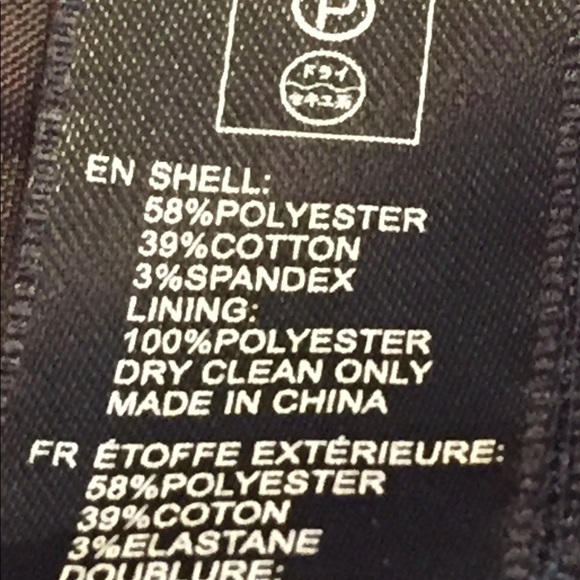 P
ドライ
セキユ系
EN SHELL:
58%POLYESTER
39%COTTON
3%SPANDEX
LINING:
100%POLYESTER
DRY CLEAN ONLY
MADE IN CHINA
FR ÉTOFFE EXTÉRIEURE:
58%POLYESTER
39%COTON
3%ELASTANE
DOUBLURE: